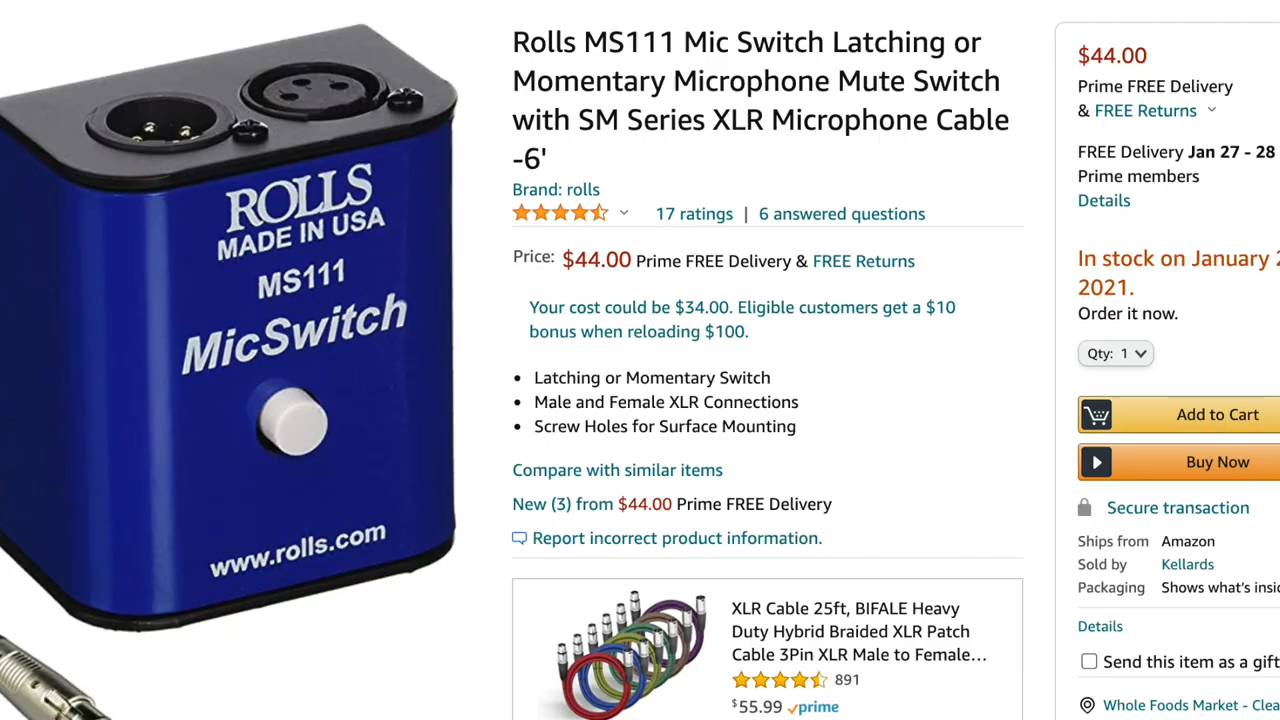 ROLLS
MADE IN USA
MS111
MicSwitch
www.rolls.com
Rolls MS111 Mic Switch Latching or
Momentary Microphone Mute Switch
with SM Series XLR Microphone Cable
-6'
Brand: rolls
17 ratings | 6 answered questions
Price: $44.00 Prime FREE Delivery & FREE Returns
Your cost could be $34.00. Eligible customers get a $10
bonus when reloading $100.
• Latching or Momentary Switch
• Male and Female XLR Connections
• Screw Holes for Surface Mounting
Compare with similar items
New (3) from $44.00 Prime FREE Delivery
Report incorrect product information.
XLR Cable 25ft, BIFALE Heavy
Duty Hybrid Braided XLR Patch
Cable 3Pin XLR Male to Female...
891
$55.99 prime
$44.00
Prime FREE Delivery
& FREE Returns
FREE Delivery Jan 27 - 28
Prime members
Details
In stock on January
2021.
Order it now.
Qty: 1
Add to Cart
Buy Now
Secure transaction
Ships from Amazon
Sold by Kellards
Packaging Shows what's
Details
Send this item as a gift
Whole Foods Market -